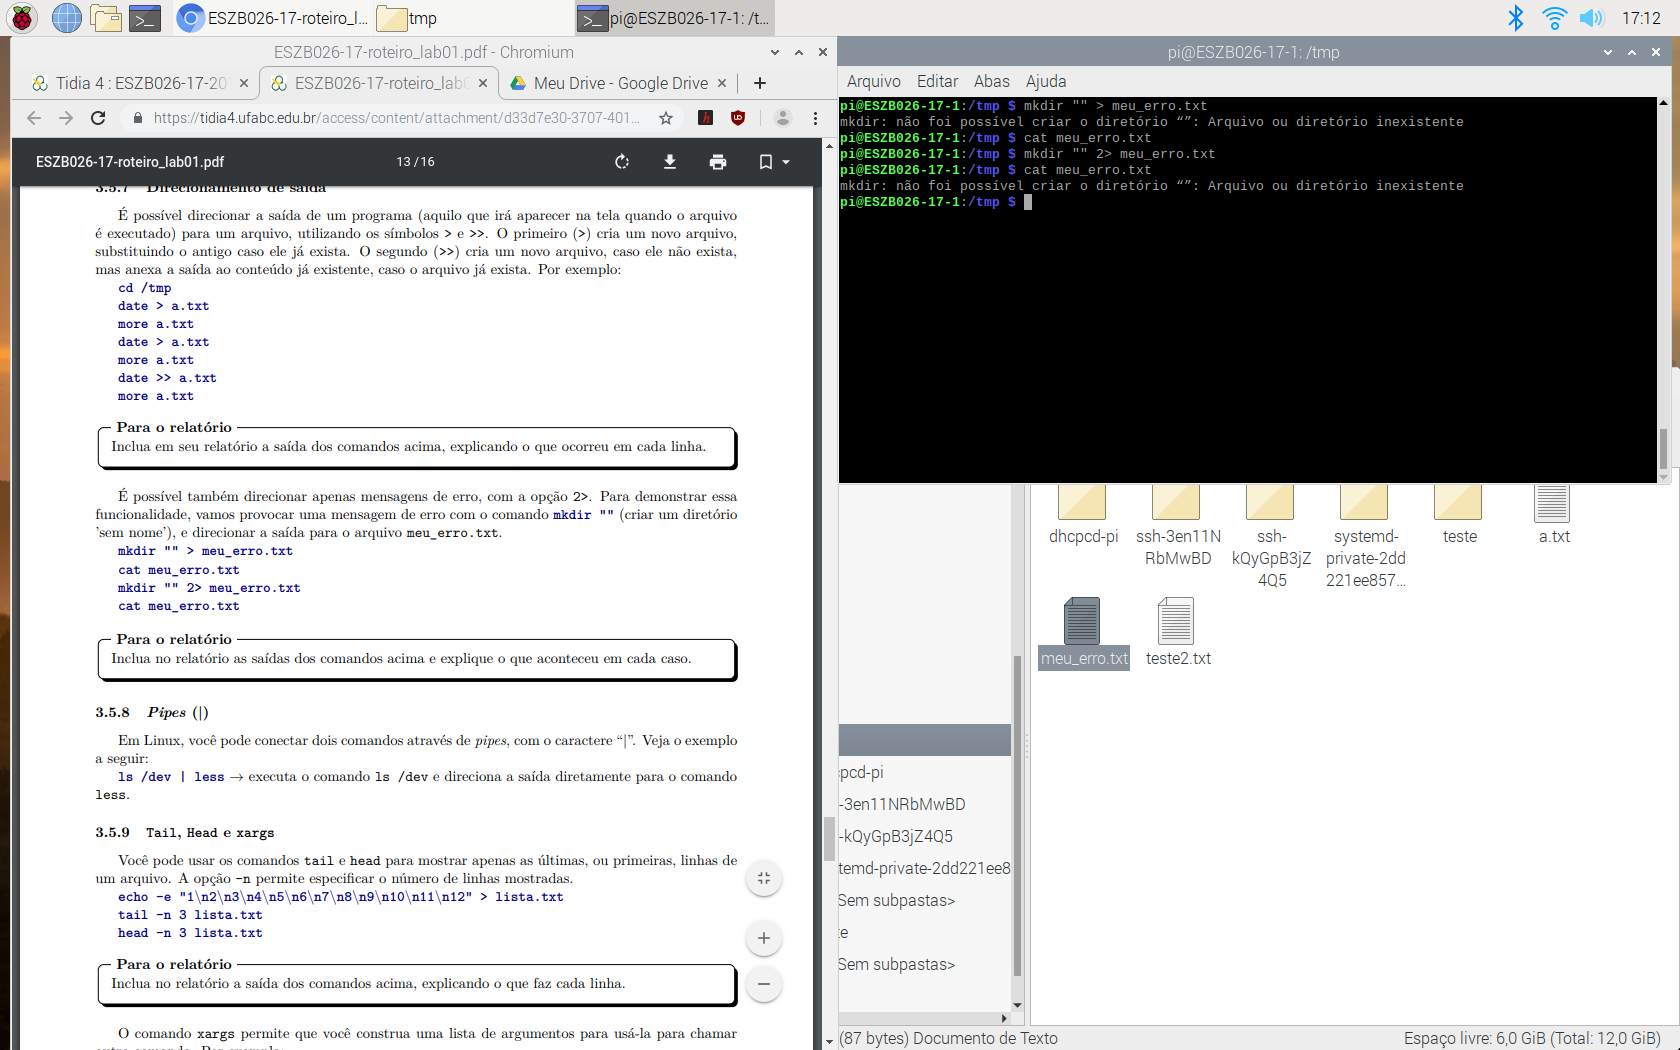 ESZB026-17-roteiro_l...
tmp
pi@ESZB026-17-1: /t...
17:12
ESZB026-17-roteiro_lab01.pdf - Chromium
Tidia 4 : ESZB026-17-20
ESZB026-17-roteiro_lab0
Meu Drive - Google Drive
https://tidia4.ufabc.edu.br/access/content/attachment/d33d7e30-3707-401...
ESZB026-17-roteiro_lab01.pdf
13 / 16
3.5.7 Direcionamento de saída
É possível direcionar a saída de um programa (aquilo que irá aparecer na tela quando o arquivo
é executado) para um arquivo, utilizando os símbolos > e >>. O primeiro (>) cria um novo arquivo,
substituindo o antigo caso ele já exista. O segundo (>>) cria um novo arquivo, caso ele não exista,
mas anexa a saída ao conteúdo já existente, caso o arquivo já exista. Por exemplo:
cd /tmp
date > a.txt
more a.txt
date > a.txt
more a.txt
date >> a.txt
more a.txt
Para o relatório
Inclua em seu relatório a saída dos comandos acima, explicando o que ocorreu em cada linha.
É possível também direcionar apenas mensagens de erro, com a opção 2>. Para demonstrar essa
funcionalidade, vamos provocar uma mensagem de erro com o comando mkdir "" (criar um diretório
'sem nome'), e direcionar a saída para o arquivo meu_erro.txt.
mkdir "" > meu_erro.txt
cat meu_erro.txt
mkdir "" 2> meu_erro.txt
cat meu_erro.txt
Para o relatório
Inclua no relatório as saídas dos comandos acima e explique o que aconteceu em cada caso.
3.5.8 Pipes (|)
Em Linux, você pode conectar dois comandos através de pipes, com o caractere “|”. Veja o exemplo
a seguir:
ls /dev | less → executa o comando ls /dev e direciona a saída diretamente para o comando
less.
3.5.9 Tail, Head e xargs
Você pode usar os comandos tail e head para mostrar apenas as últimas, ou primeiras, linhas de
um arquivo. A opção -n permite especificar o número de linhas mostradas.
echo -e "1\n2\n3\n4\n5\n6\n7\n8\n9\n10\n11\n12" > lista.txt
tail -n 3 lista.txt
head -n 3 lista.txt
Para o relatório
Inclua no relatório a saída dos comandos acima, explicando o que faz cada linha.
O comando xargs permite que você construa uma lista de argumentos para usá-la para chamar
pi@ESZB026-17-1: /tmp
Arquivo Editar Abas Ajuda
pi@ESZB026-17-1:/tmp $ mkdir "" > meu_erro.txt
mkdir: não foi possível criar o diretório “”: Arquivo ou diretório inexistente
pi@ESZB026-17-1:/tmp $ cat meu_erro.txt
pi@ESZB026-17-1:/tmp $ mkdir "" 2> meu_erro.txt
pi@ESZB026-17-1:/tmp $ cat meu_erro.txt
mkdir: não foi possível criar o diretório “”: Arquivo ou diretório inexistente
pi@ESZB026-17-1:/tmp $
dhcpcd-pi
ssh-3en11N
RbMwBD
ssh-
kQyGpB3jZ
4Q5
systemd-
private-2dd
221ee857...
teste
a.txt
meu_erro.txt
teste2.txt
pcd-pi
-3en11NRbMwBD
-kQyGpB3jZ4Q5
temd-private-2dd221ee8
Sem subpastas>
te
Sem subpastas>
(87 bytes) Documento de Texto
Espaço livre: 6,0 GiB (Total: 12,0 GiB)